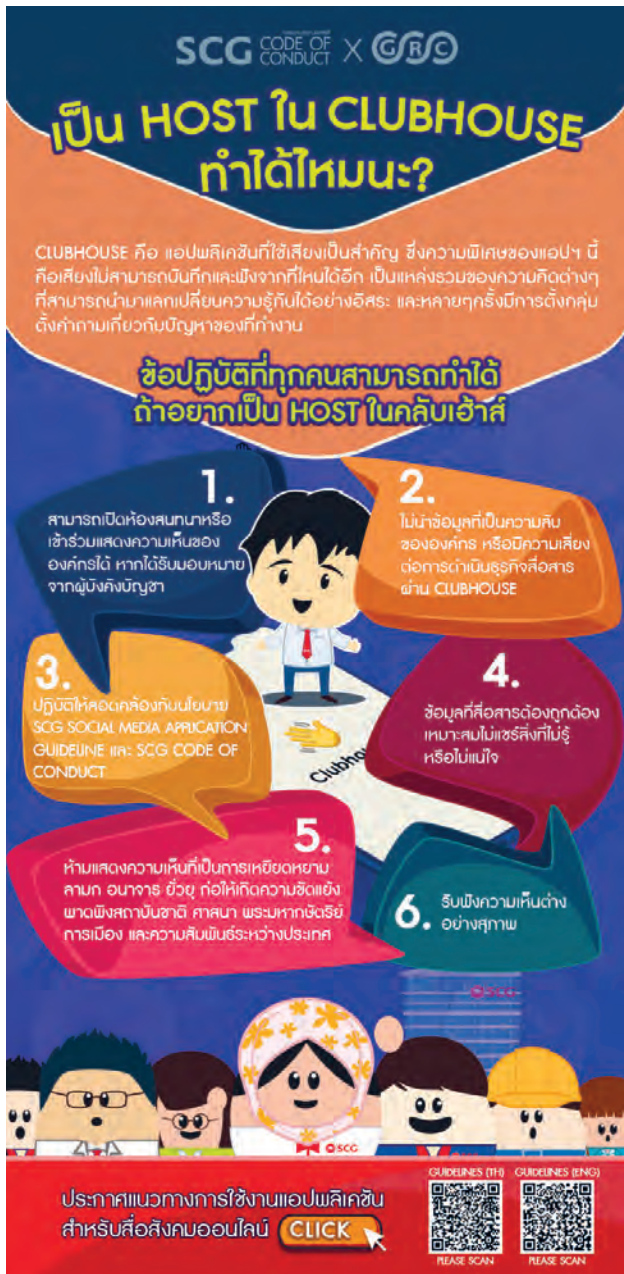 SCG CODE OF CONDUCT X GRC
เป็น HOST ใน CLUBHOUSE
ทำได้ไหมนะ?
CLUBHOUSE คือ แอปพลิเคชันที่ใช้เสียงเป็นสำคัญ ซึ่งความพิเศษของแอปฯ นี้
คือเสียงไม่สามารถบันทึกและฟังจากที่ไหนได้อีก เป็นแหล่งรวมของความคิดต่างๆ
ที่สามารถนำมาแลกเปลี่ยนความรู้กันได้อย่างอิสระ และหลายๆครั้งมีการตั้งกลุ่ม
ตั้งคำถามเกี่ยวกับปัญหาของที่ทำงาน
ข้อปฏิบัติที่ทุกคนสามารถทำได้
ถ้าอยากเป็น HOST ในคลับเฮ้าส์
1.
สามารถเปิดห้องสนทนาหรือ
เข้าร่วมแสดงความเห็นของ
องค์กรได้ หากได้รับมอบหมาย
จากผู้บังคับบัญชา
2.
ไม่นำข้อมูลที่เป็นความลับ
ขององค์กร หรือมีความเสี่ยง
ต่อการดำเนินธุรกิจสื่อสาร
ผ่าน CLUBHOUSE
3.
ปฏิบัติให้สอดคล้องกับนโยบาย
SCG SOCIAL MEDIA APPLICATION
GUIDELINE และ SCG CODE OF
CONDUCT
4.
ข้อมูลที่สื่อสารต้องถูกต้อง
เหมาะสมไม่แชร์สิ่งที่ไม่รู้
หรือไม่แน่ใจ
5.
ห้ามแสดงความเห็นที่เป็นการเหยียดหยาม
ลามก อนาจาร ยั่วยุ ก่อให้เกิดความขัดแย้ง
พาดพิงสถาบันชาติ ศาสนา พระมหากษัตริย์
การเมือง และความสัมพันธ์ระหว่างประเทศ
6.
รับฟังความเห็นต่าง
อย่างสุภาพ
SCG
SCG
ประกาศแนวทางการใช้งานแอปพลิเคชัน
สำหรับสื่อสังคมออนไลน์ CLICK
GUIDELINES (TH) GUIDELINES (ENG)
PLEASE SCAN PLEASE SCAN